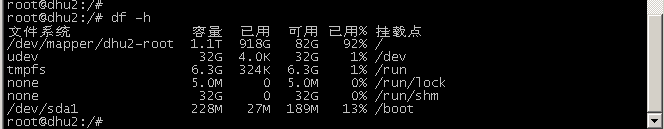 root@dhu2:/#
root@dhu2:/# df -h
文件系统 容量 已用 可用 已用% 挂载点
/dev/mapper/dhu2-root 1.1T 918G 82G 92% /
udev 32G 4.0K 32G 1% /dev
tmpfs 6.3G 324K 6.3G 1% /run
none 5.0M 0 5.0M 0% /run/lock
none 32G 0 32G 0% /run/shm
/dev/sda1 228M 27M 189M 13% /boot
root@dhu2:/#